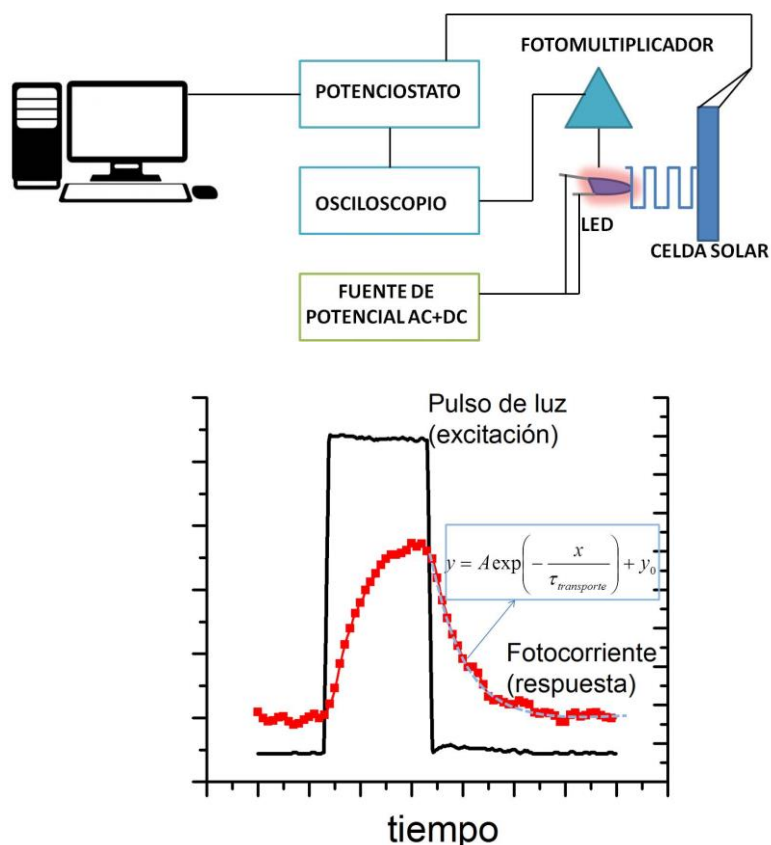 FOTOMULTIPLICADOR
POTENCIOSTATO
OSCILOSCOPIO
LED
CELDA SOLAR
FUENTE DE
POTENCIAL AC+DC
Pulso de luz
(excitación)
y = A exp(-x/τ_transporte) + y₀
Fotocorriente
(respuesta)
tiempo